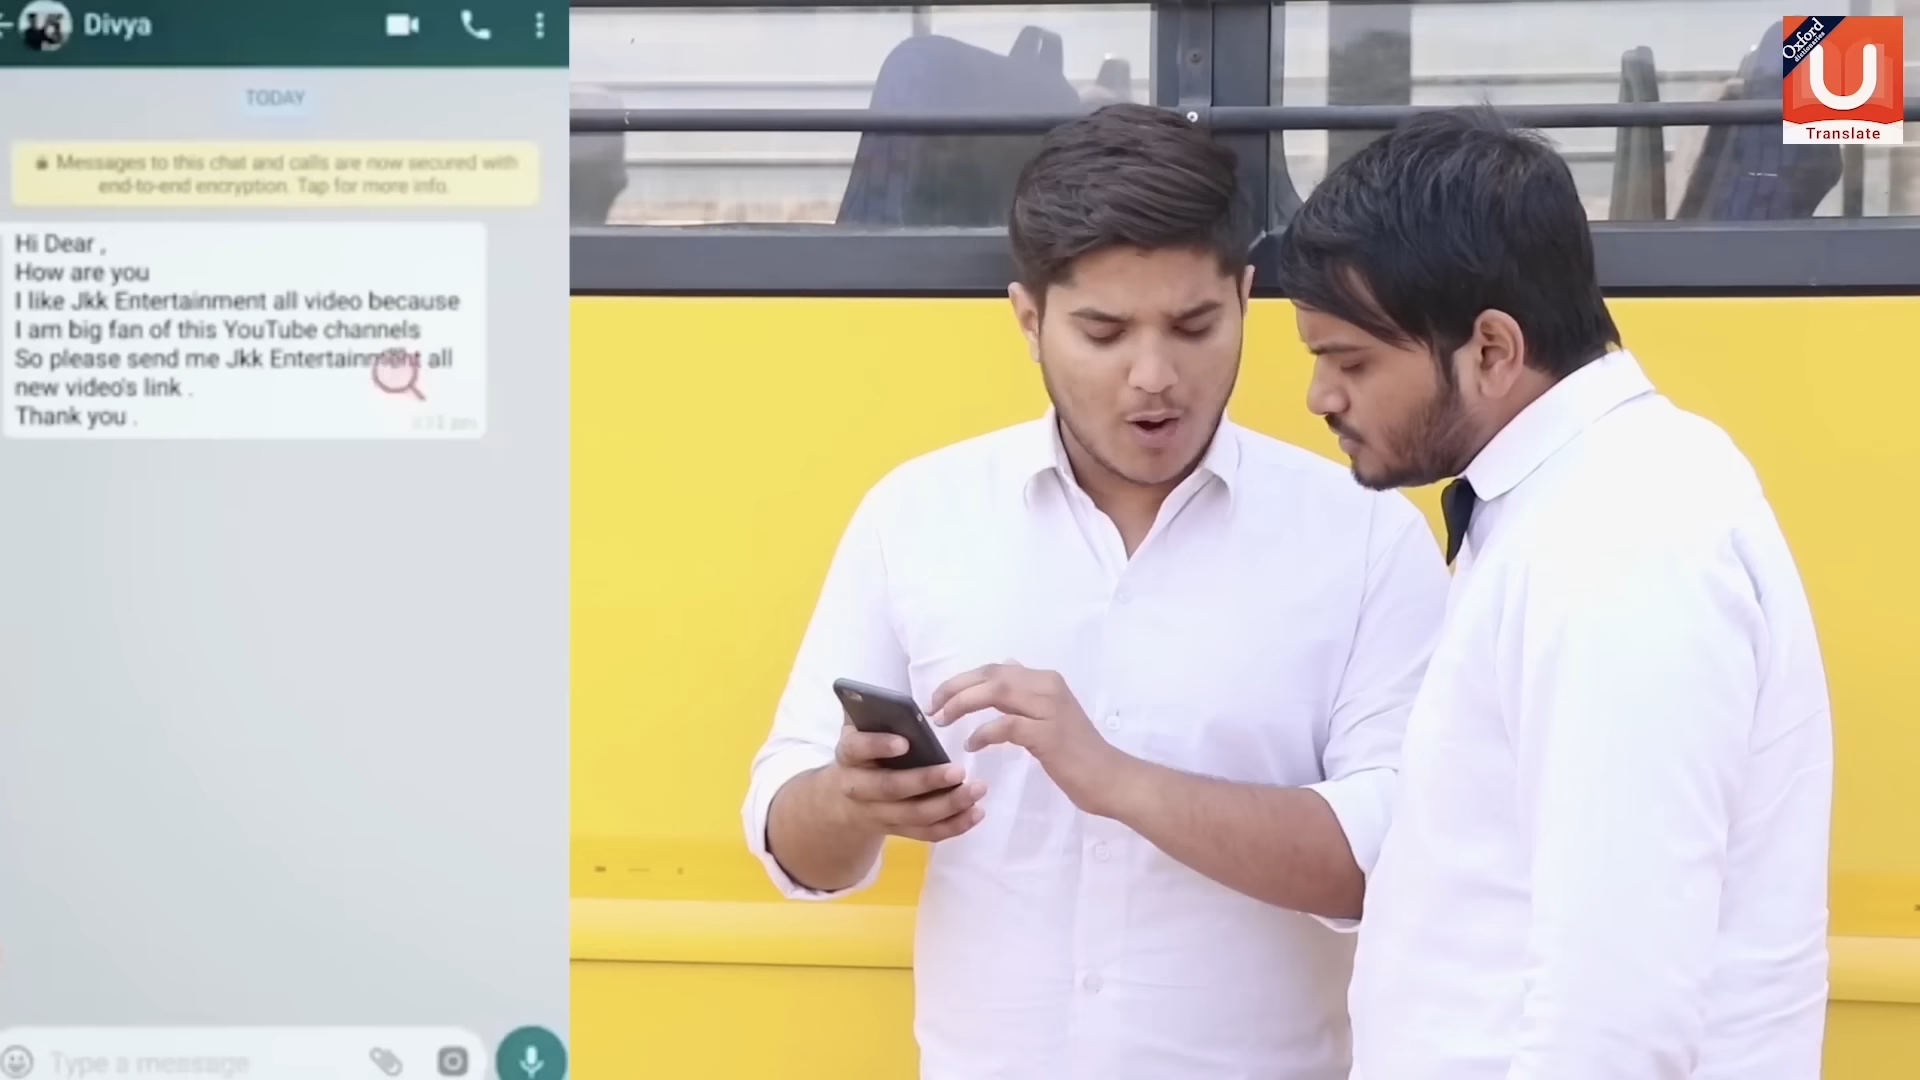 Divya
TODAY
Messages to this chat and calls are now secured with
end-to-end encryption. Tap for more info.
Hi Dear ,
How are you
I like Jkk Entertainment all video because
I am big fan of this YouTube channels
So please send me Jkk Entertainment all
new video's link .
Thank you .
Type a message
Oxford
dictionaries
U
Translate